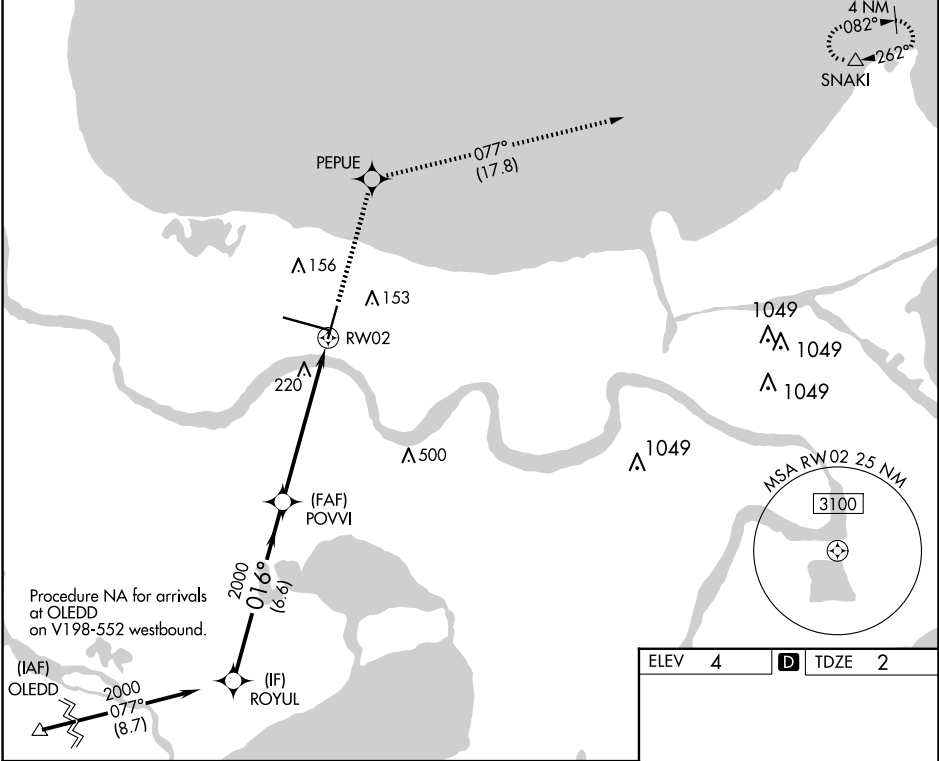 4 NM
082°
262°
SNAKI
PEPUE
077°
(17.8)
156
153
RW02
220
1049
1049
1049
500
1049
MSA RW02 25 NM
3100
(FAF)
POVVI
2000
016°
(6.6)
Procedure NA for arrivals
at OLEDD
on V198-552 westbound.
(IAF)
OLEDD
2000
077°
(8.7)
(IF)
ROYUL
ELEV 4
D TDZE 2